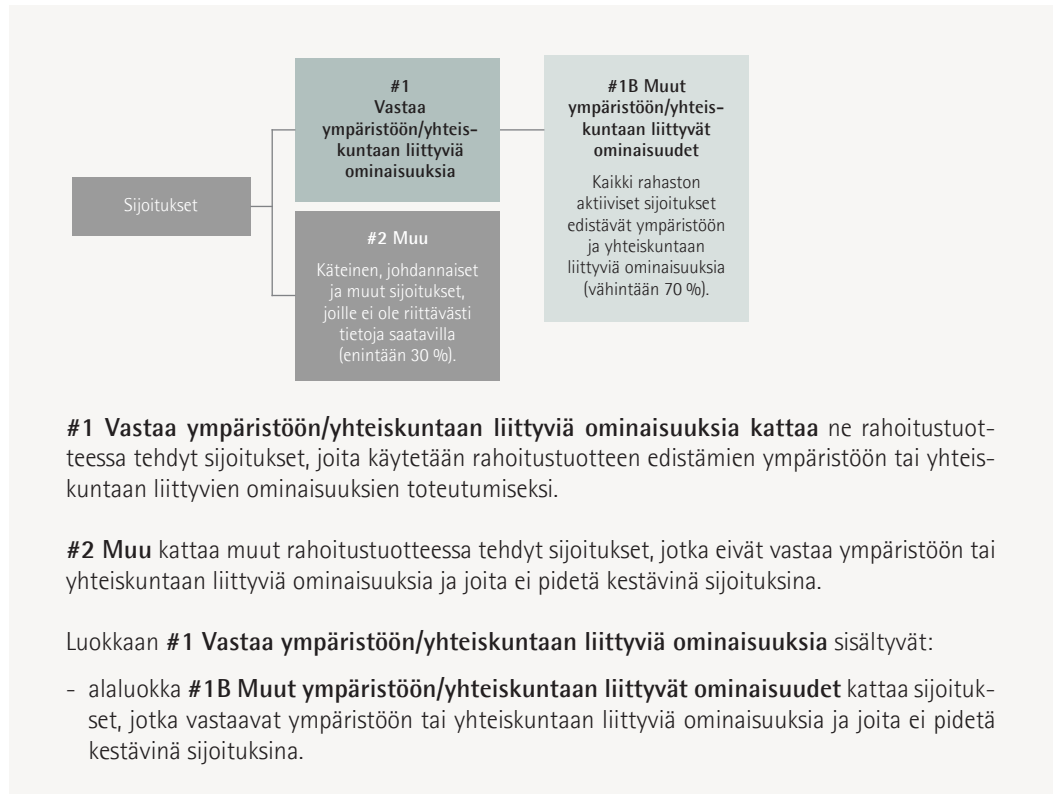 Sijoitukset
#1
Vastaa
ympäristöön/yhteis-
kuntaan liittyviä
ominaisuuksia
#2 Muu
Käteinen, johdannaiset
ja muut sijoitukset,
joille ei ole riittävästi
tietoja saatavilla
(enintään 30 %).
#1B Muut
ympäristöön/yhteis-
kuntaan liittyvät
ominaisuudet
Kaikki rahaston
aktiiviset sijoitukset
edistävät ympäristöön
ja yhteiskuntaan
liittyviä ominaisuuksia
(vähintään 70 %).
#1 Vastaa ympäristöön/yhteiskuntaan liittyviä ominaisuuksia kattaa ne rahoitustuot-
teessa tehdyt sijoitukset, joita käytetään rahoitustuotteen edistämien ympäristöön tai yhteis-
kuntaan liittyvien ominaisuuksien toteutumiseksi.
#2 Muu kattaa muut rahoitustuotteessa tehdyt sijoitukset, jotka eivät vastaa ympäristöön tai
yhteiskuntaan liittyviä ominaisuuksia ja joita ei pidetä kestävinä sijoituksina.
Luokkaan #1 Vastaa ympäristöön/yhteiskuntaan liittyviä ominaisuuksia sisältyvät:
- alaluokka #1B Muut ympäristöön/yhteiskuntaan liittyvät ominaisuudet kattaa sijoituk-
set, jotka vastaavat ympäristöön tai yhteiskuntaan liittyviä ominaisuuksia ja joita ei pidetä
kestävinä sijoituksina.